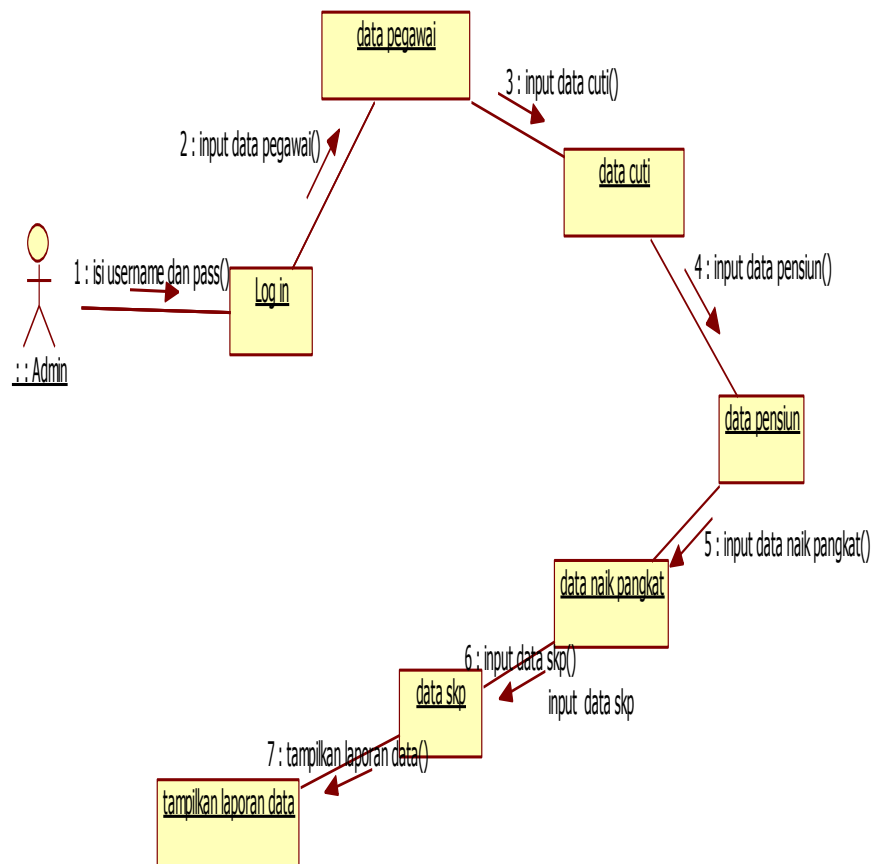 data pegawai
3 : input data cuti()
2 : input data pegawai()
data cuti
1 : isi username dan pass()
Log in
4 : input data pensiun()
: : Admin
data pensiun
5 : input data naik pangkat()
data naik pangkat
6 : input data skp()
data skp
input data skp
7 : tampilkan laporan data()
tampilkan laporan data